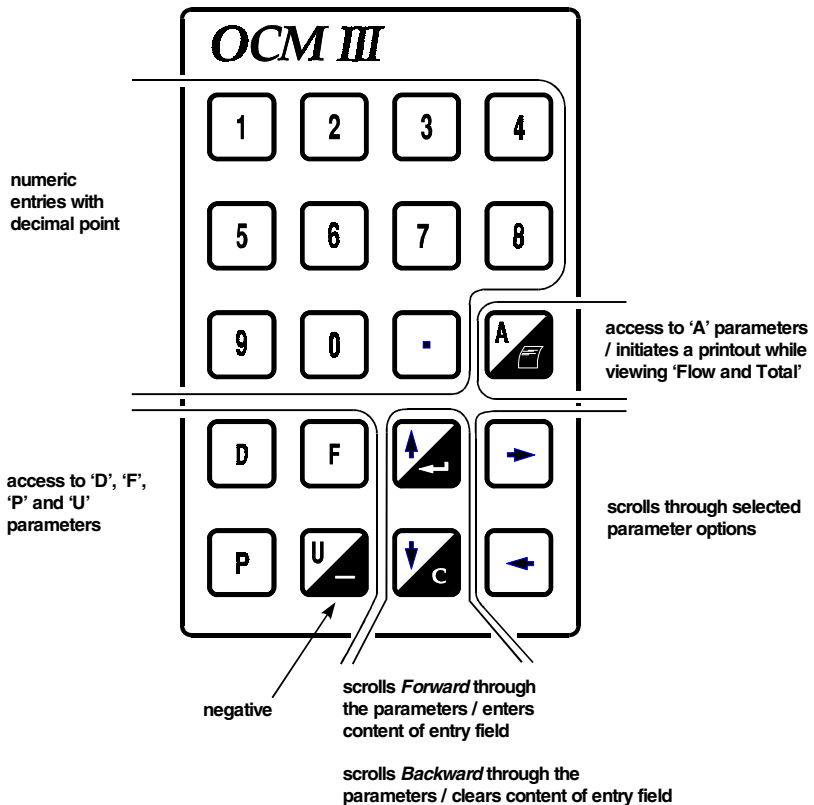 OCM III
1 2 3 4
numeric
entries with
decimal point
5 6 7 8
9 0 .
A
access to ‘A’ parameters
/ initiates a printout while
viewing ‘Flow and Total’
D F
access to ‘D’, ‘F’,
‘P’ and ‘U’
parameters
scrolls through selected
parameter options
P U – C
negative
scrolls Forward through
the parameters / enters
content of entry field
scrolls Backward through the
parameters / clears content of entry field